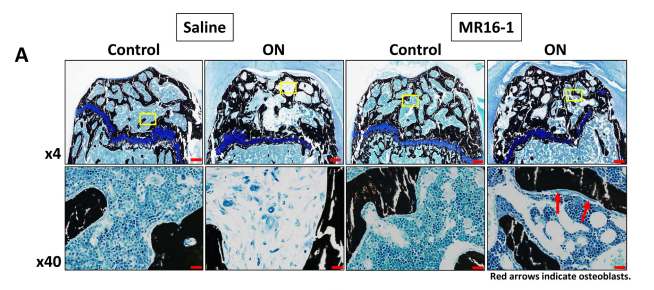 Saline MR16-1
A Control ON Control ON
x4
x40
Red arrows indicate osteoblasts.